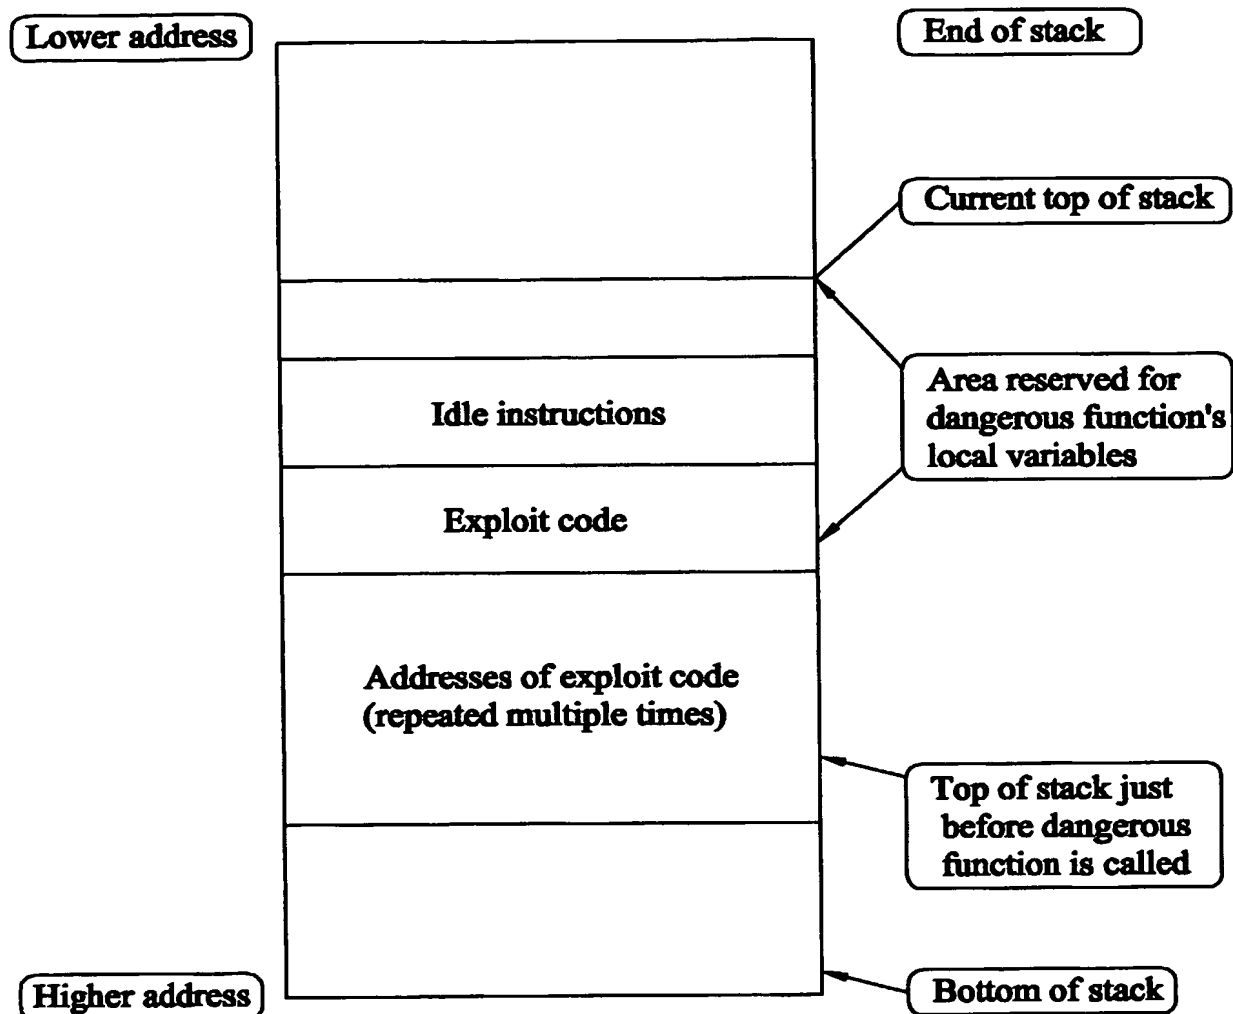 Lower address
End of stack
Current top of stack
Area reserved for
dangerous function's
local variables
Idle instructions
Exploit code
Addresses of exploit code
(repeated multiple times)
Top of stack just
before dangerous
function is called
Higher address
Bottom of stack